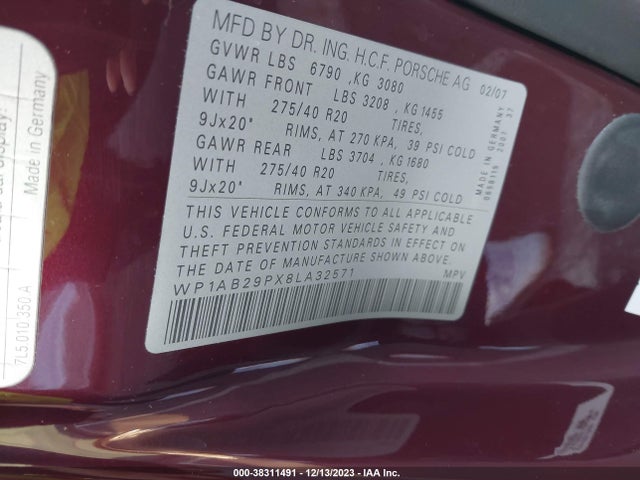 MFD BY DR. ING. H.C.F. PORSCHE AG 02/07
GVWR LBS 6790 ,KG 3080
GAWR FRONT LBS 3208 , KG 1455
WITH 275/40 R20 TIRES,
9Jx20" RIMS, AT 270 KPA, 39 PSI COLD
GAWR REAR LBS 3704 , KG 1680
WITH 275/40 R20 TIRES,
9Jx20" RIMS, AT 340 KPA, 49 PSI COLD
THIS VEHICLE CONFORMS TO ALL APPLICABLE
U.S. FEDERAL MOTOR VEHICLE SAFETY AND
THEFT PREVENTION STANDARDS IN EFFECT ON
THE DATE OF MANUFACTURE SHOWN ABOVE.
WP1AB29PX8LA32571 MPV
MADE IN GERMANY
2007 37
Made in Germany
7L5 010 350 A
000-38311491 - 12/13/2023 - IAA Inc.